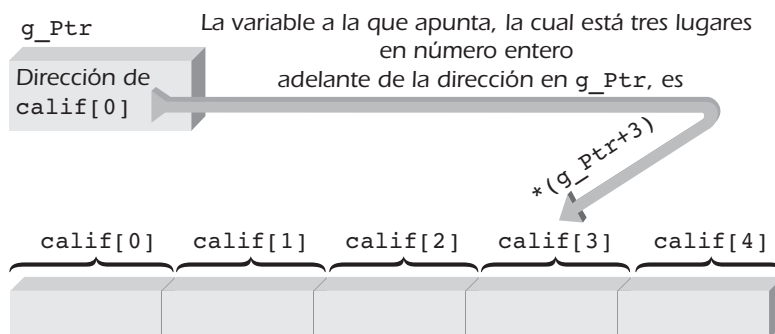 g_Ptr
La variable a la que apunta, la cual está tres lugares
en número entero
adelante de la dirección en g_Ptr, es
Dirección de
calif[0]
*(g_Ptr+3)
calif[0] calif[1] calif[2] calif[3] calif[4]